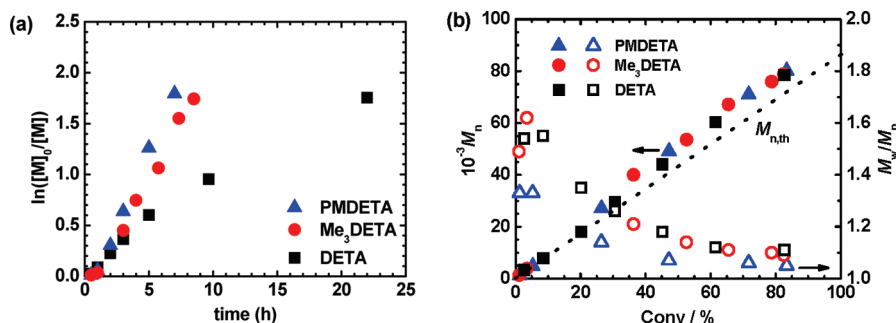 (a)
ln([M]0/[M])
2.5
2.0
1.5
1.0
0.5
0.0
0 5 10 15 20 25
time (h)
PMDETA
Me3DETA
DETA
(b)
10-3Mn
100
80
60
40
20
0
0 20 40 60 80 100
Conv / %
PMDETA
Me3DETA
DETA
Mn,th
2.0
1.8
1.6
1.4
1.2
1.0
Mw/Mn